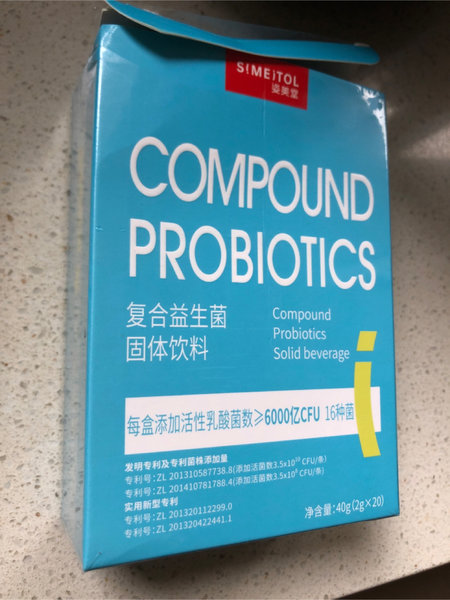 S(MEITOL
姿美堂
COMPOUND
PROBIOTICS
复合益生菌
固体饮料
Compound
Probiotics
Solid beverage
每盒添加活性乳酸菌数≥6000亿CFU 16种菌
发明专利及专利菌株添加量
专利号：ZL 201310587738.8(添加活菌数3.5x10¹⁰ CFU/条)
专利号：ZL 201410781788.4(添加活菌数3.5x10⁶ CFU/条)
实用新型专利
专利号：ZL 201320112299.0
专利号：ZL 201320422441.1
净含量：40g(2g×20)